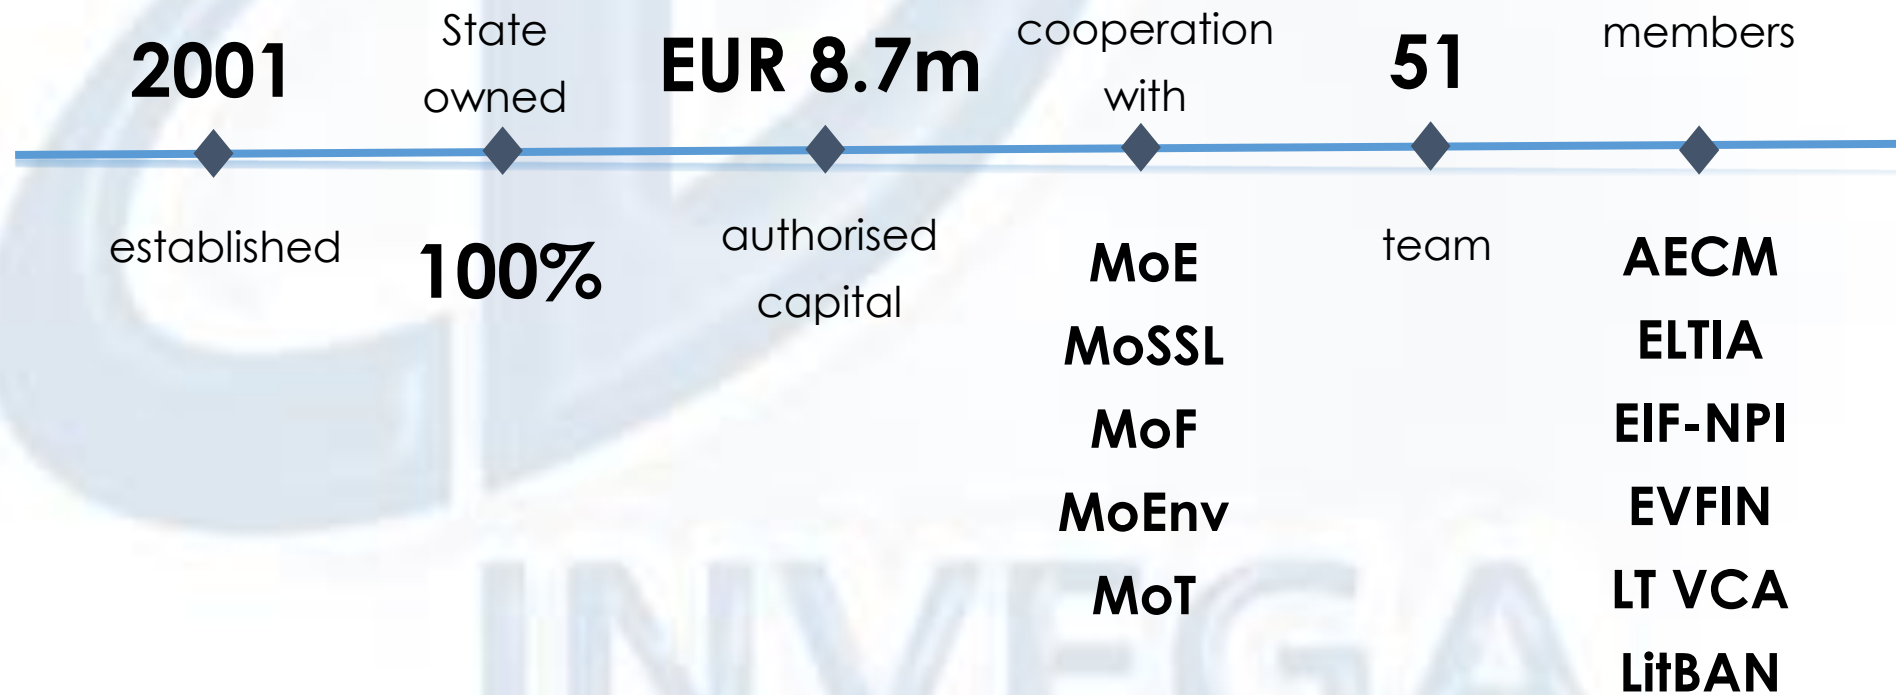 2001
established
State
owned
100%
EUR 8.7m
authorised
capital
cooperation
with
MoE
MoSSL
MoF
MoEnv
MoT
51
team
members
AECM
ELTIA
EIF-NPI
EVFIN
LT VCA
LitBAN
INVEGA